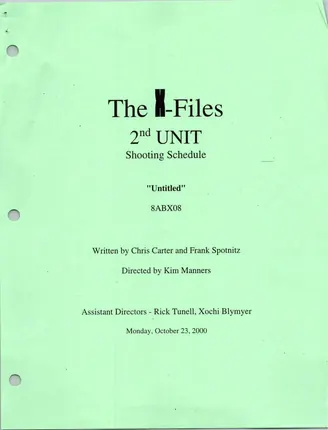 The X-Files
2nd UNIT
Shooting Schedule
"Untitled"
8ABX08
Written by Chris Carter and Frank Spotnitz
Directed by Kim Manners
Assistant Directors - Rick Tunell, Xochi Blymyer
Monday, October 23, 2000